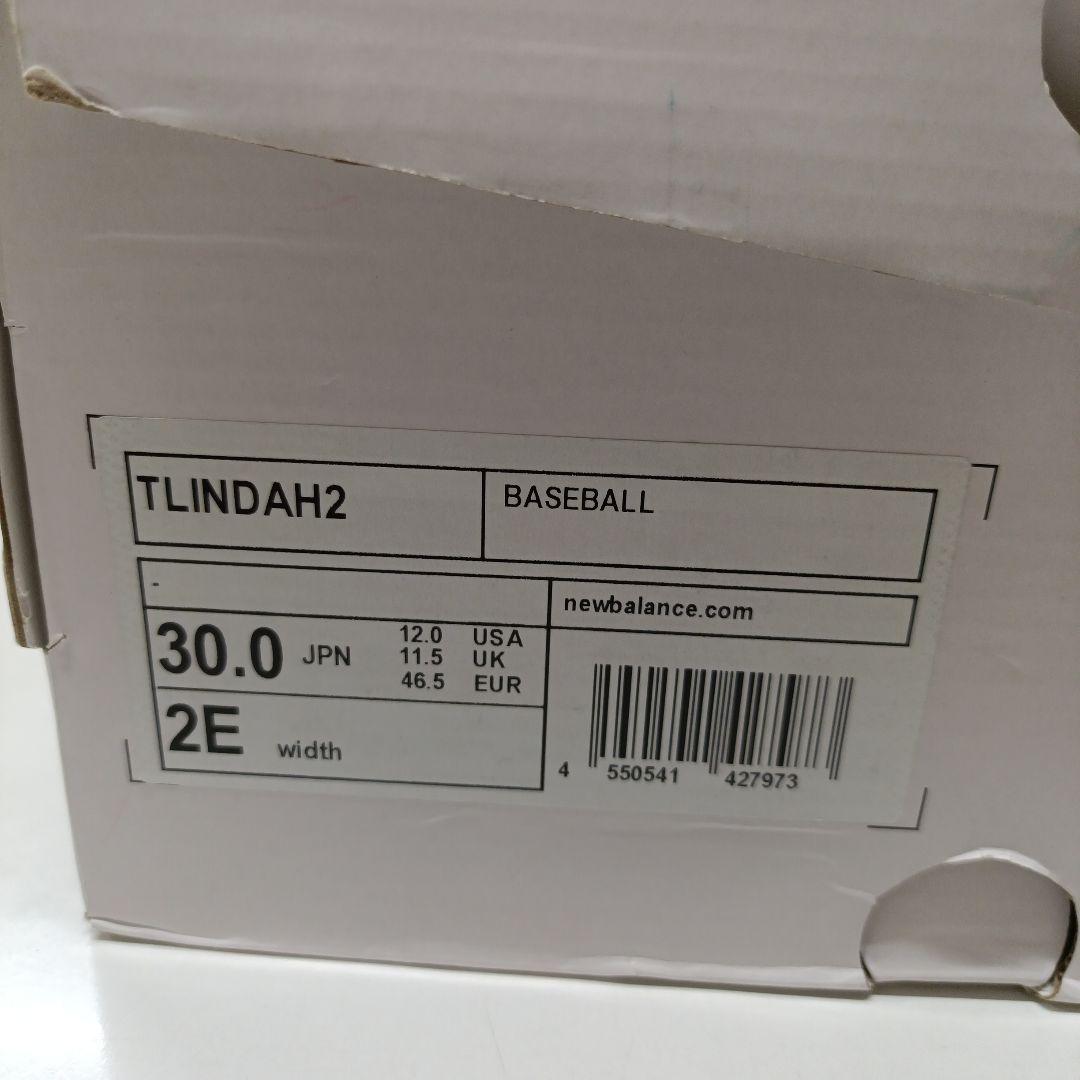 TLINDAH2
BASEBALL
-
newbalance.com
30.0 JPN
12.0 USA
11.5 UK
46.5 EUR
2E width
4 550541 427973